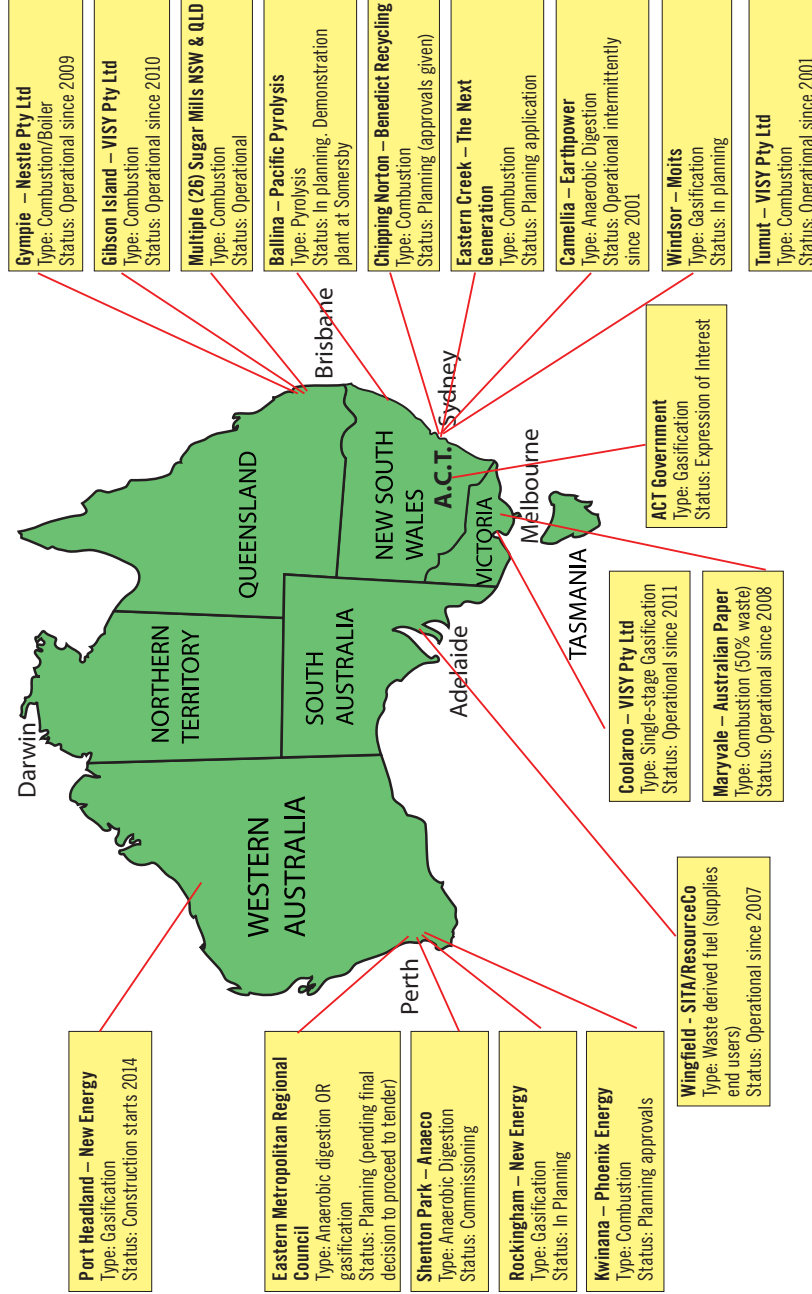 Port Headland – New Energy
Type: Gasification
Status: Construction starts 2014
Eastern Metropolitan Regional
Council
Type: Anaerobic digestion OR
gasification
Status: Planning (pending final
decision to proceed to tender)
Shenton Park – Anaeco
Type: Anaerobic Digestion
Status: Commissioning
Rockingham – New Energy
Type: Gasification
Status: In Planning
Kwinana – Phoenix Energy
Type: Combustion
Status: Planning approvals
Wingfield - SITA/ResourceCo
Type: Waste derived fuel (supplies
end users)
Status: Operational since 2007
Darwin
Perth
WESTERN
AUSTRALIA
NORTHERN
TERRITORY
SOUTH
AUSTRALIA
Adelaide
QUEENSLAND
Brisbane
NEW SOUTH
WALES
A.C.T.
Sydney
VICTORIA
Melbourne
TASMANIA
Coolaroo – VISY Pty Ltd
Type: Single-stage Gasification
Status: Operational since 2011
Maryvale – Australian Paper
Type: Combustion (50% waste)
Status: Operational since 2008
ACT Government
Type: Gasification
Status: Expression of Interest
Gympie – Nestle Pty Ltd
Type: Combustion/Boiler
Status: Operational since 2009
Gibson Island – VISY Pty Ltd
Type: Combustion
Status: Operational since 2010
Multiple (26) Sugar Mills NSW & QLD
Type: Combustion
Status: Operational
Ballina – Pacific Pyrolysis
Type: Pyrolysis
Status: In planning. Demonstration
plant at Somersby
Chipping Norton – Benedict Recycling
Type: Combustion
Status: Planning (approvals given)
Eastern Creek – The Next
Generation
Type: Combustion
Status: Planning application
Camellia – Earthpower
Type: Anaerobic Digestion
Status: Operational intermittently
since 2001
Windsor – Moits
Type: Gasification
Status: In planning
Tumut – VISY Pty Ltd
Type: Combustion
Status: Operational since 2001